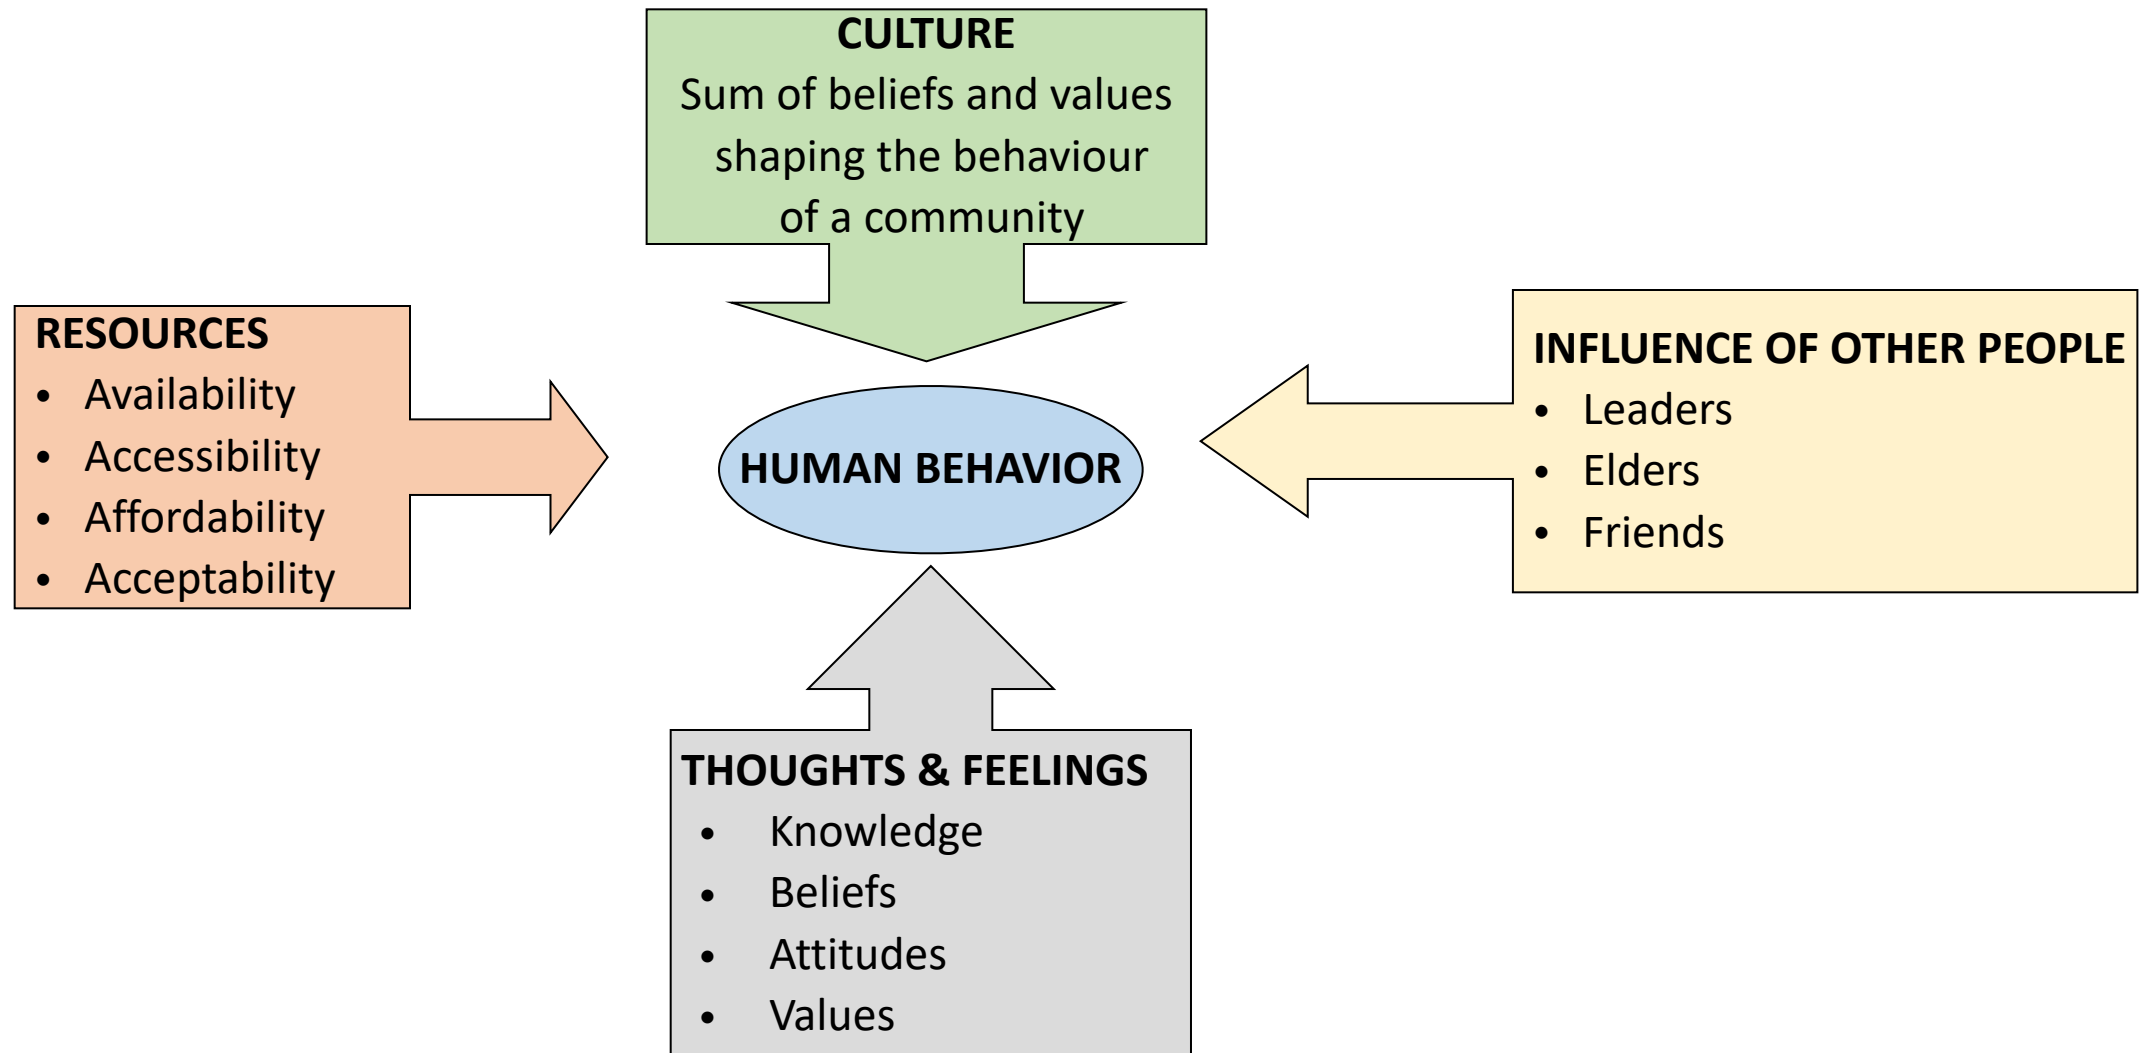 CULTURE
Sum of beliefs and values
shaping the behaviour
of a community
RESOURCES
• Availability
• Accessibility
• Affordability
• Acceptability
HUMAN BEHAVIOR
INFLUENCE OF OTHER PEOPLE
• Leaders
• Elders
• Friends
THOUGHTS & FEELINGS
• Knowledge
• Beliefs
• Attitudes
• Values